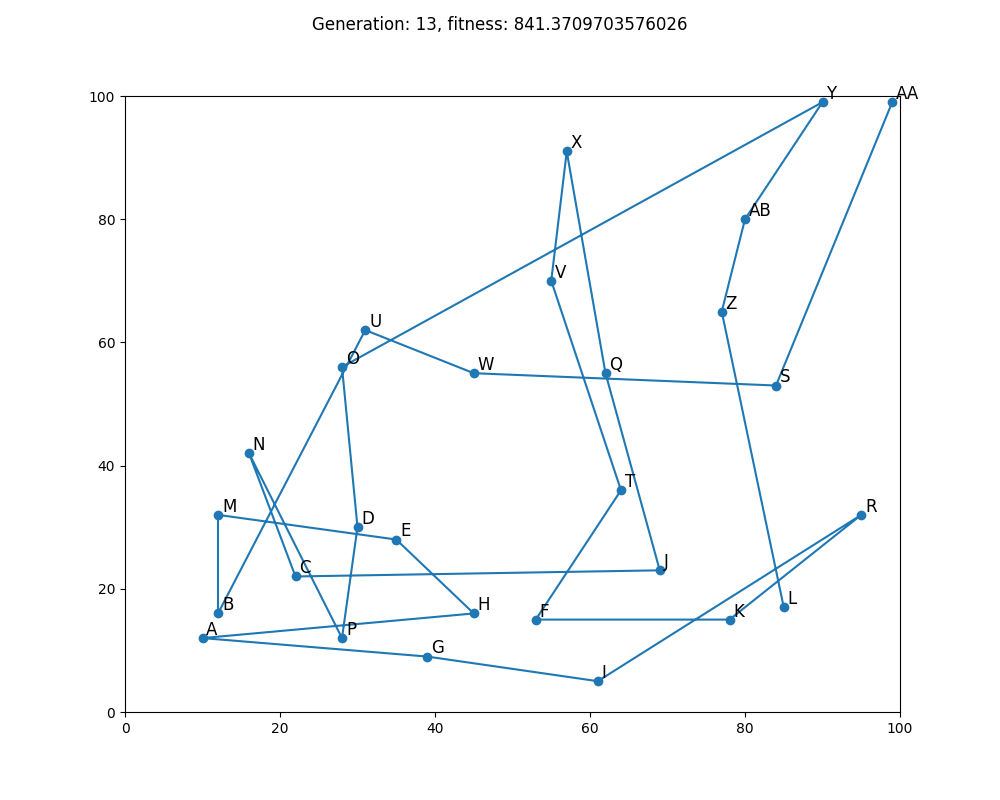 Generation: 13, fitness: 841.3709703576026
100
Y
AA
X
80
AB
V
Z
60
U
O
W
Q
S
40
N
T
M
R
D
E
20
C
J
B
H
F
K
L
A
P
G
I
0
0 20 40 60 80 100